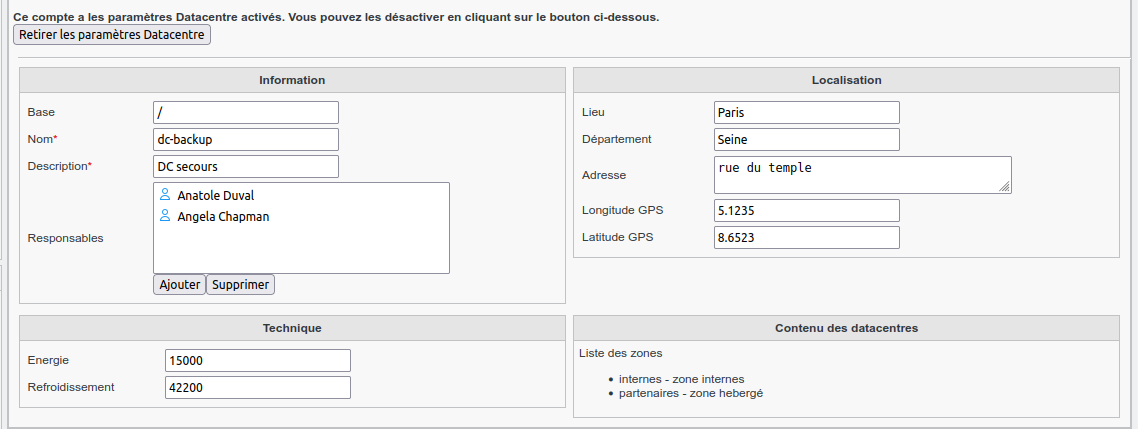 Ce compte a les paramètres Datacentre activés. Vous pouvez les désactiver en cliquant sur le bouton ci-dessous.
Retirer les paramètres Datacentre
Information
Base /
Nom* dc-backup
Description* DC secours
Responsables
Anatole Duval
Angela Chapman
Ajouter Supprimer
Localisation
Lieu Paris
Département Seine
Adresse rue du temple
Longitude GPS 5.1235
Latitude GPS 8.6523
Technique
Energie 15000
Refroidissement 42200
Contenu des datacentres
Liste des zones
• internes - zone internes
• partenaires - zone hebergé